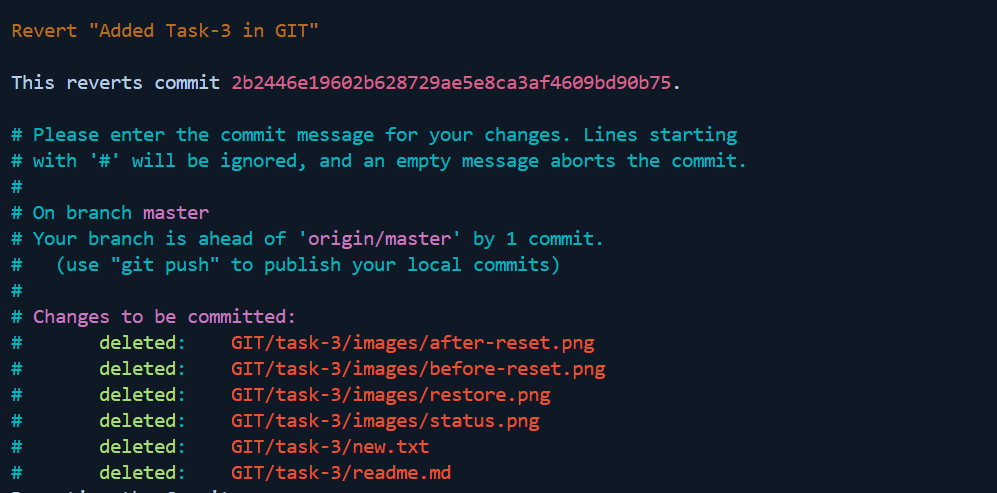 Revert "Added Task-3 in GIT"
This reverts commit 2b2446e19602b628729ae5e8ca3af4609bd90b75.
# Please enter the commit message for your changes. Lines starting
# with '#' will be ignored, and an empty message aborts the commit.
#
# On branch master
# Your branch is ahead of 'origin/master' by 1 commit.
#   (use "git push" to publish your local commits)
#
# Changes to be committed:
#       deleted:    GIT/task-3/images/after-reset.png
#       deleted:    GIT/task-3/images/before-reset.png
#       deleted:    GIT/task-3/images/restore.png
#       deleted:    GIT/task-3/images/status.png
#       deleted:    GIT/task-3/new.txt
#       deleted:    GIT/task-3/readme.md